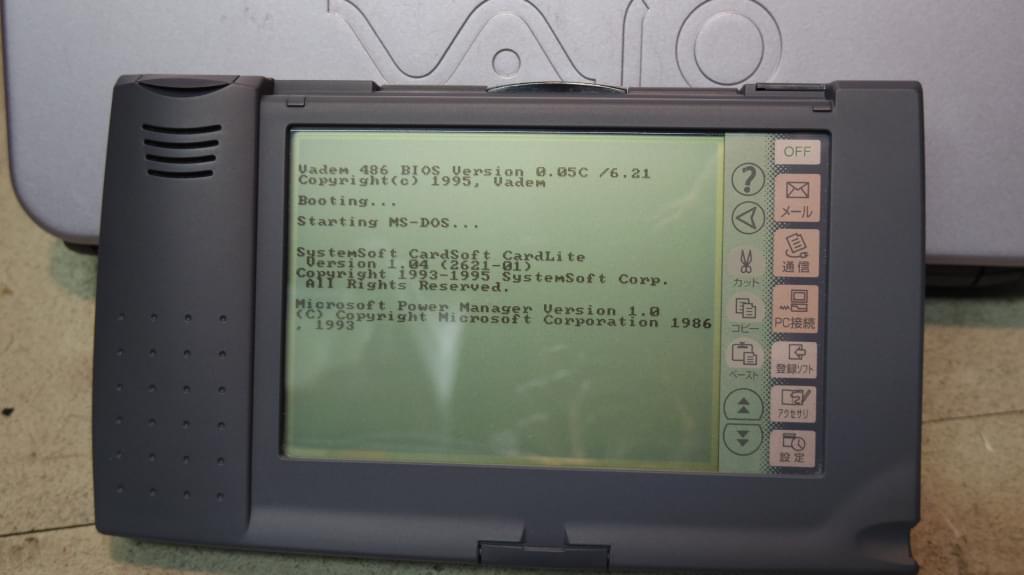 VAIO
Vadem 486 BIOS Version 0.05C /6.21
Copyright(c) 1995, Vadem
Booting...
Starting MS-DOS...
SystemSoft CardSoft CardLite
Version 1.04 (2621-01)
Copyright 1993-1995 SystemSoft Corp.
All Rights Reserved.
Microsoft Power Manager Version 1.0
(C) Copyright Microsoft Corporation 1986
, 1993
?
カット
コピー
ペースト
OFF
メール
通信
PC接続
登録ソフト
アクセサリ
設定